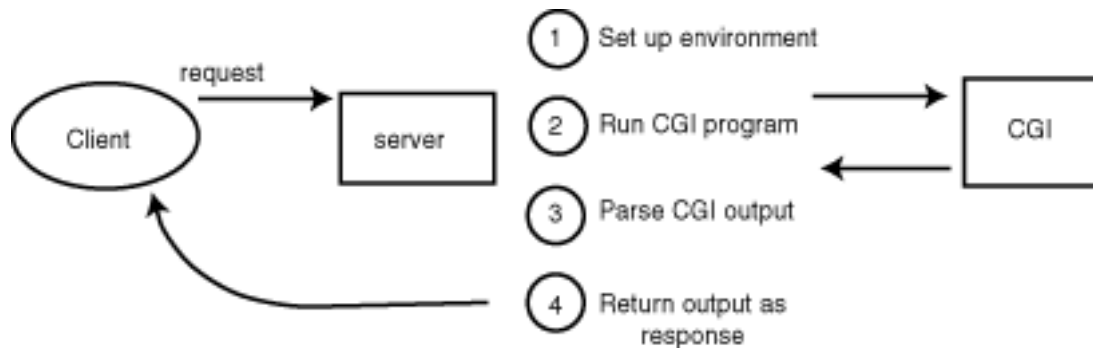 request
Client
server
1 Set up environment
2 Run CGI program
3 Parse CGI output
4 Return output as
response
CGI